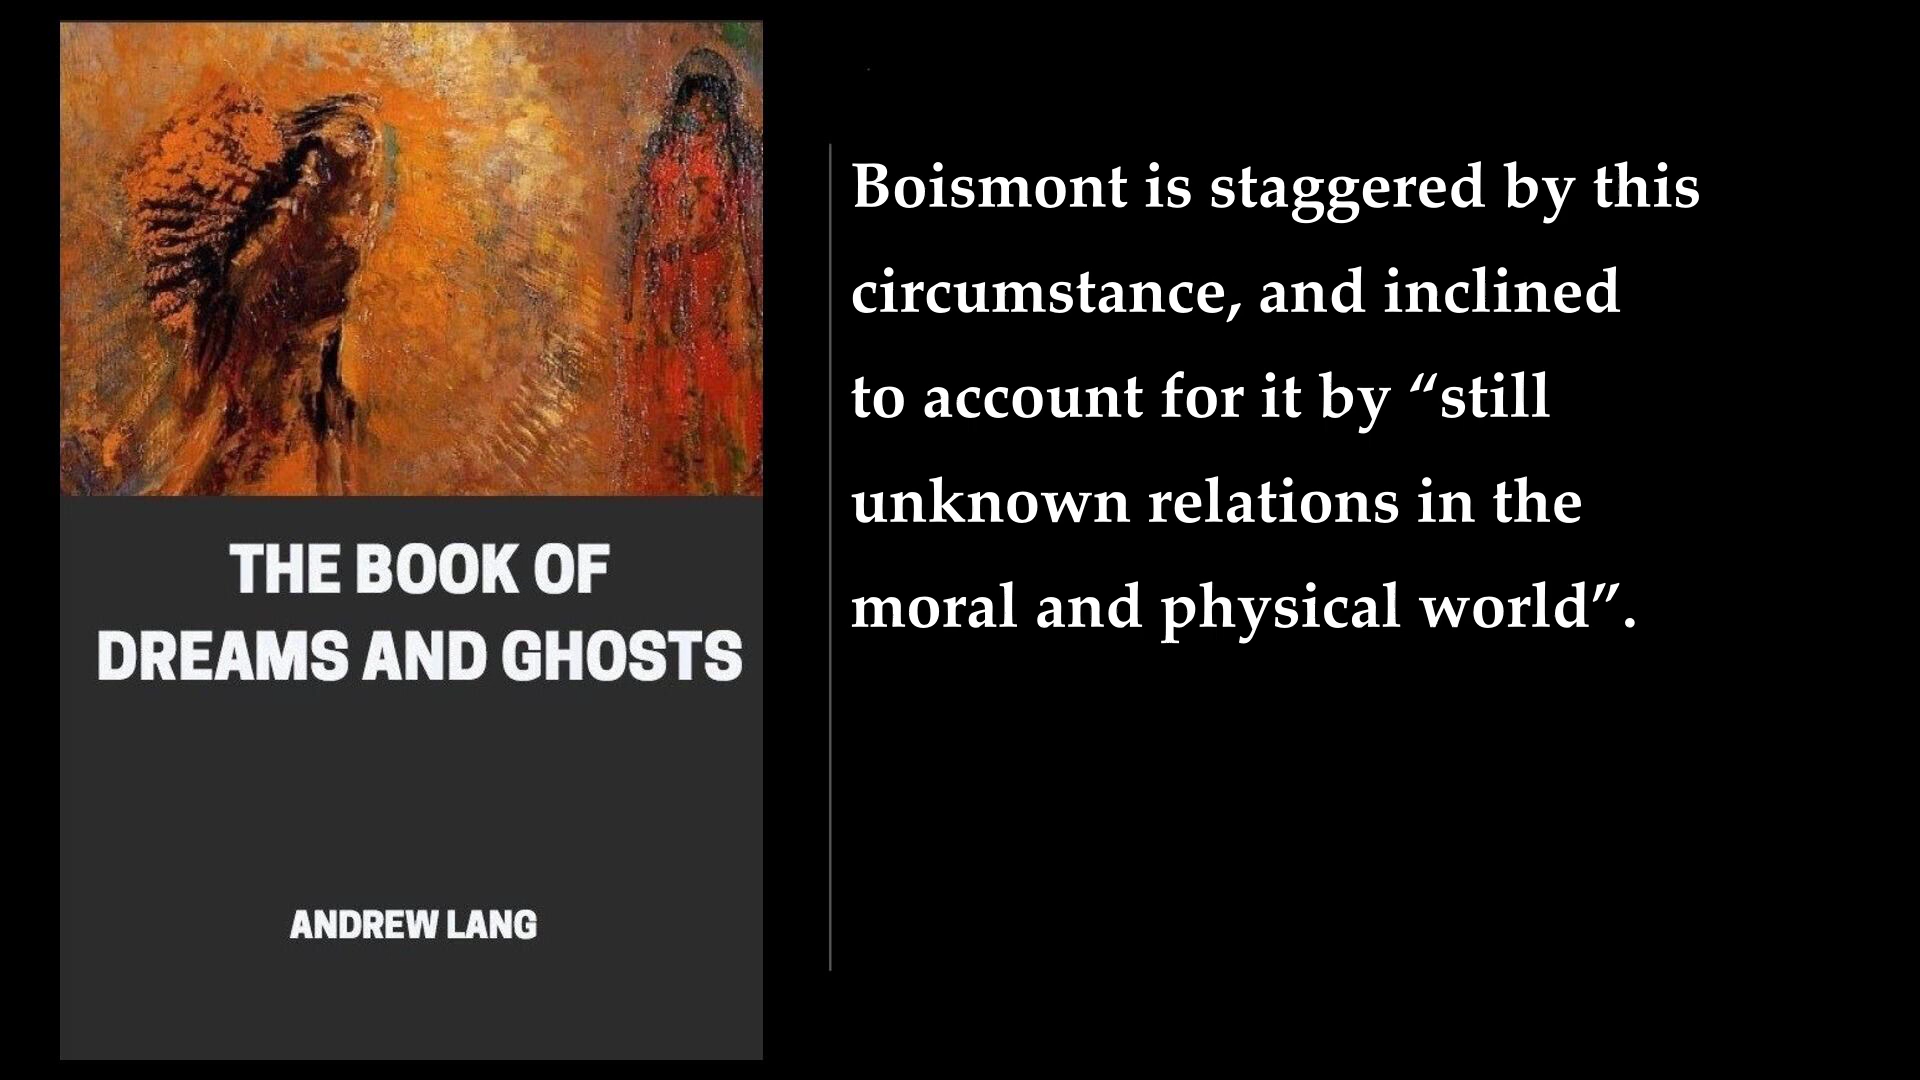 THE BOOK OF
DREAMS AND GHOSTS
ANDREW LANG
Boismont is staggered by this
circumstance, and inclined
to account for it by “still
unknown relations in the
moral and physical world”.